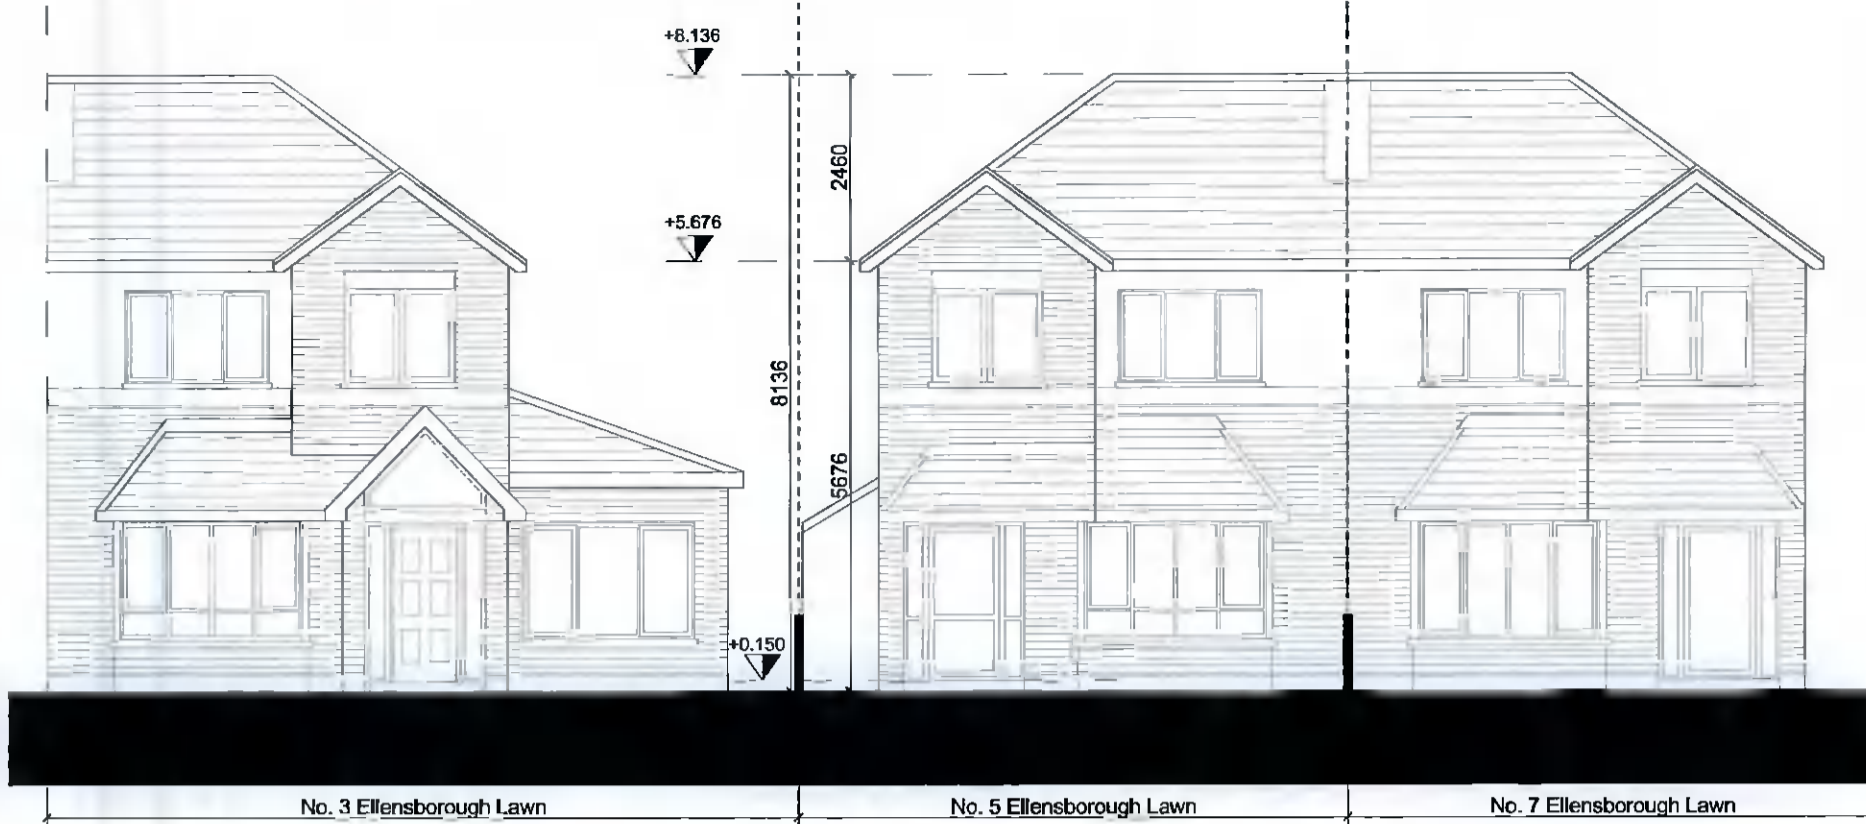 +8.136
2460
+5.676
8136
5676
+0.150
No. 3 Ellensborough Lawn
No. 5 Ellensborough Lawn
No. 7 Ellensborough Lawn